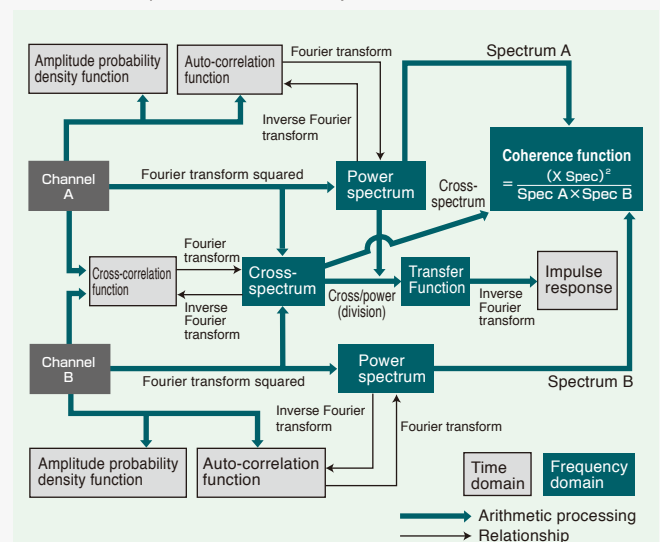 Spectrum A
Fourier transform
Amplitude probability
density function
Auto-correlation
function
Inverse Fourier
transform
Coherence function
= (X Spec)²
Spec A×Spec B
Channel
A
Fourier transform squared
Power
spectrum
Cross-
spectrum
Fourier
transform
Cross-correlation
function
Cross-
spectrum
Transfer
Function
Impulse
response
Inverse
Fourier
transform
Cross/power
(division)
Inverse
Fourier
transform
Channel
B
Fourier transform squared
Power
spectrum
Spectrum B
Inverse Fourier
transform
Fourier transform
Amplitude probability
density function
Auto-correlation
function
Time
domain
Frequency
domain
Arithmetic processing
Relationship